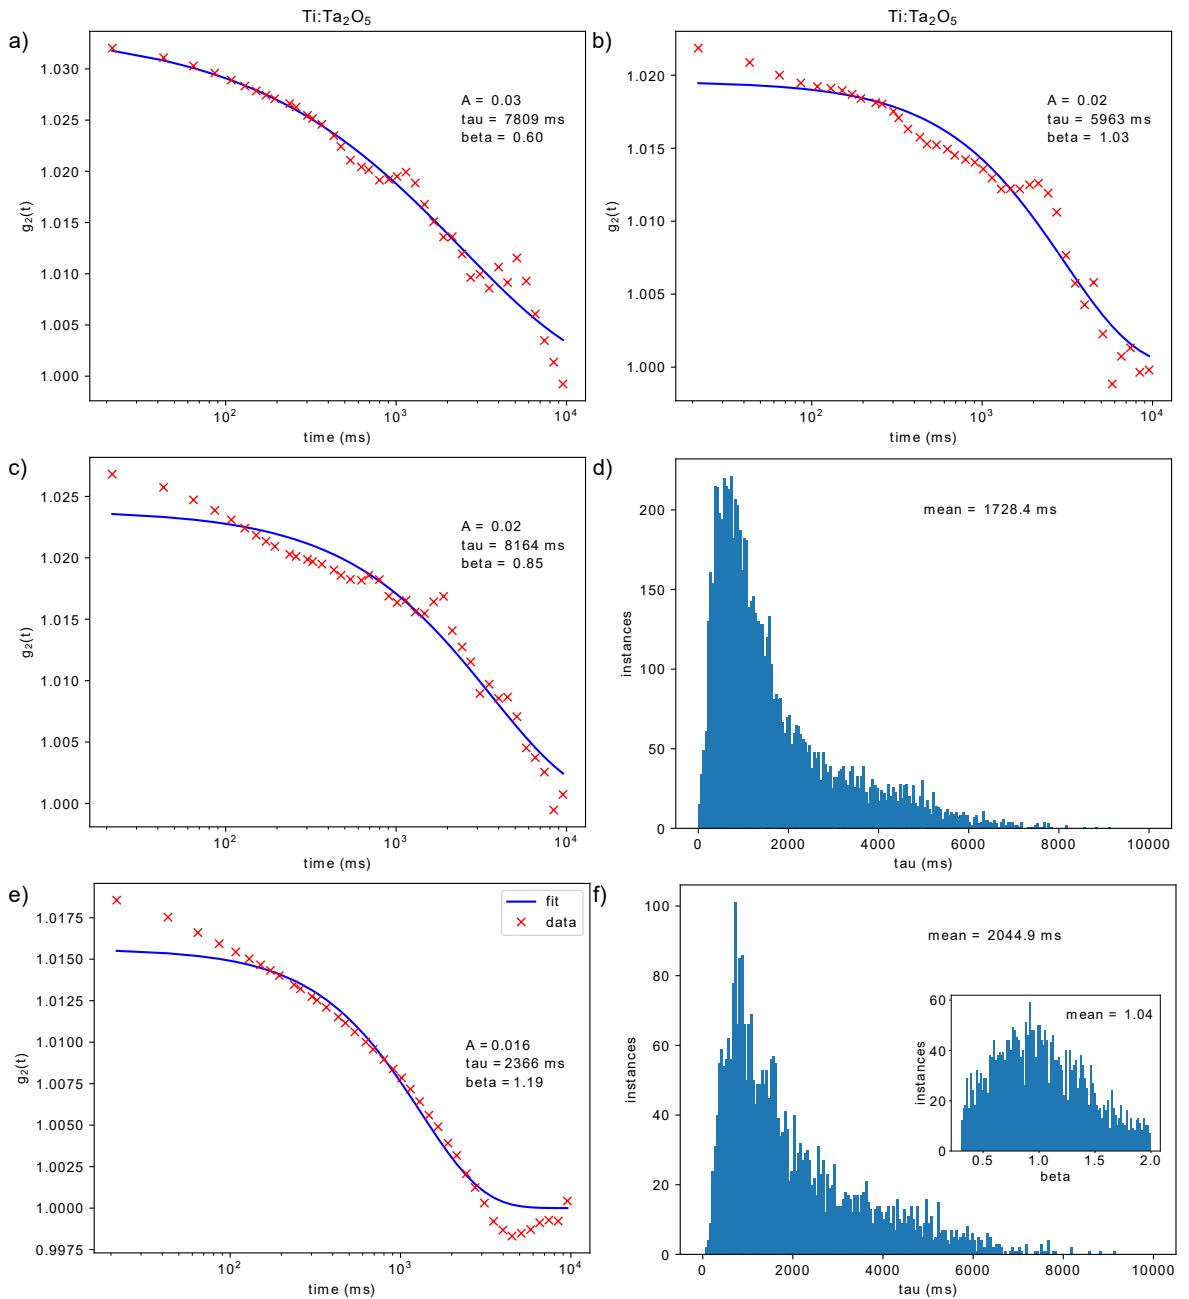 Ti:Ta₂O₅
a)
1.030
1.025
1.020
1.015
1.010
1.005
1.000
g₂(t)
A = 0.03
tau = 7809 ms
beta = 0.60
10² 10³ 10⁴
time (ms)
Ti:Ta₂O₅
b)
1.020
1.015
1.010
1.005
1.000
g₂(t)
A = 0.02
tau = 5963 ms
beta = 1.03
10² 10³ 10⁴
time (ms)
c)
1.025
1.020
1.015
1.010
1.005
1.000
g₂(t)
A = 0.02
tau = 8164 ms
beta = 0.85
10² 10³ 10⁴
time (ms)
d)
200
150
100
50
0
instances
mean = 1728.4 ms
0 2000 4000 6000 8000 10000
tau (ms)
e)
1.0175
1.0150
1.0125
1.0100
1.0075
1.0050
1.0025
1.0000
0.9975
g₂(t)
fit
data
A = 0.016
tau = 2366 ms
beta = 1.19
10² 10³ 10⁴
time (ms)
f)
100
80
60
40
20
0
instances
mean = 2044.9 ms
60
40
20
0
instances
mean = 1.04
0.5 1.0 1.5 2.0
beta
0 2000 4000 6000 8000 10000
tau (ms)